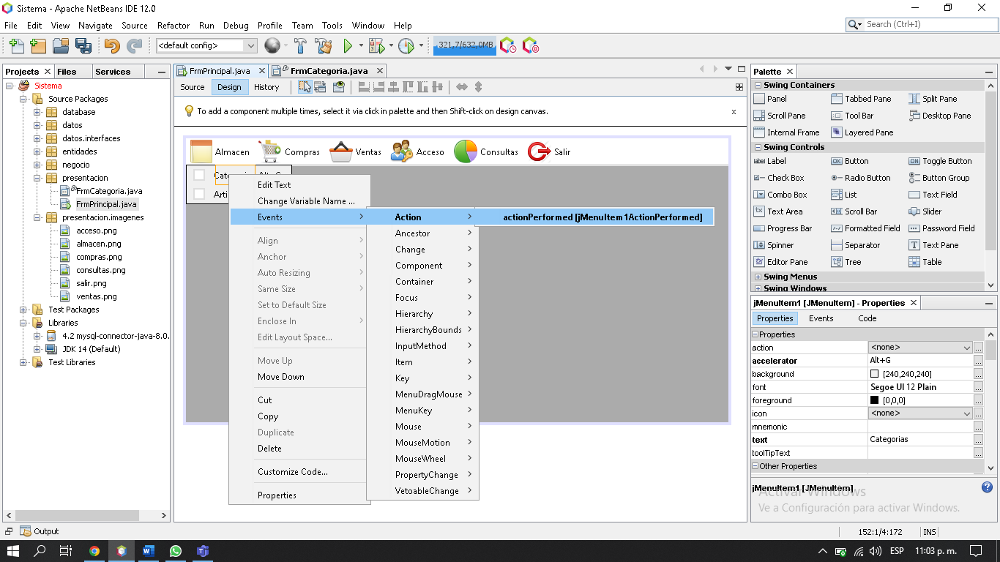 Sistema - Apache NetBeans IDE 12.0
File Edit View Navigate Source Refactor Run Debug Profile Team Tools Window Help
Search (Ctrl+I)
<default config>
321,7/632,0MB
Projects Files Services
Sistema
Source Packages
database
datos
datos.interfaces
entidades
negocio
presentacion
FrmCategoria.java
FrmPrincipal.java
presentacion.imagenes
acceso.png
almacen.png
compras.png
consultas.png
salir.png
ventas.png
Test Packages
Libraries
4.2 mysql-connector-java-8.0.
JDK 14 (Default)
Test Libraries
FrmPrincipal.java FrmCategoria.java
Source Design History
To add a component multiple times, select it via click in palette and then Shift-click on design canvas.
x
Almacen Compras Ventas Acceso Consultas Salir
Arti
Edit Text
Change Variable Name ...
Events
Align
Anchor
Auto Resizing
Same Size
Set to Default Size
Enclose In
Edit Layout Space...
Move Up
Move Down
Cut
Copy
Duplicate
Delete
Customize Code...
Properties
Action
Ancestor
Change
Component
Container
Focus
Hierarchy
HierarchyBounds
InputMethod
Item
Key
MenuDragMouse
MenuKey
Mouse
MouseMotion
MouseWheel
PropertyChange
VetoableChange
actionPerformed [jMenuItem1ActionPerformed]
Palette
Swing Containers
Panel Tabbed Pane Split Pane
Scroll Pane Tool Bar Desktop Pane
Internal Frame Layered Pane
Swing Controls
label Label OK Button ON Toggle Button
Check Box Radio Button Button Group
Combo Box List Text Field
Text Area Scroll Bar Slider
Progress Bar Formatted Field Password Field
Spinner Separator Text Pane
Editor Pane Tree Table
Swing Menus
Swing Windows
jMenuItem1 [JMenuItem] - Properties
Properties Events Code
Properties
action <none> ...
accelerator Alt+G ...
background [240,240,240] ...
font Segoe UI 12 Plain ...
foreground [0,0,0] ...
icon <none> ...
mnemonic ...
text Categorias ...
toolTipText ...
Other Properties
jMenuItem1 [JMenuItem]
Activar Windows
Ve a Configuración para activar Windows.
Output
152:1/4:172 INS
ESP 11:03 p. m.